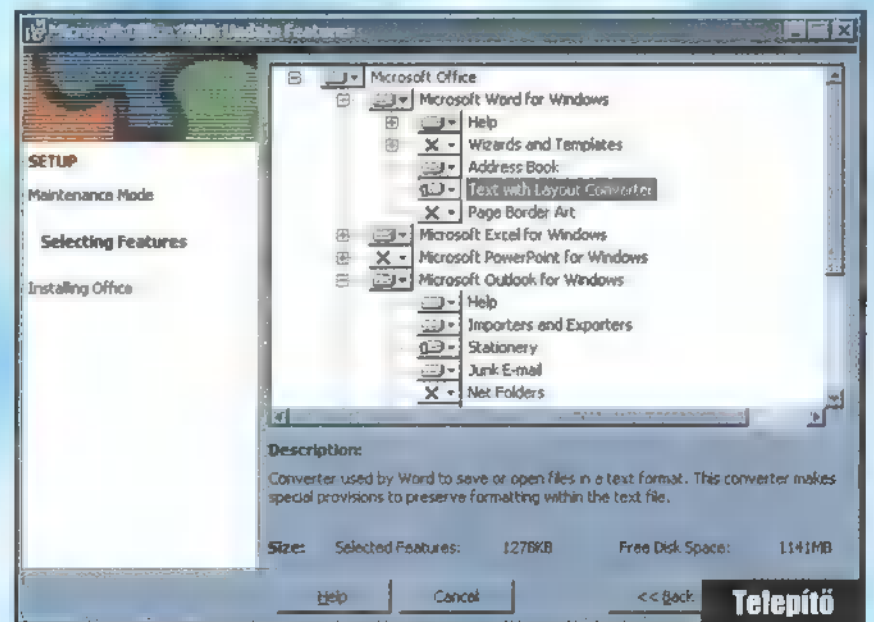 Microsoft Office 2000: Update Features
Microsoft Office
Microsoft Word for Windows
Help
Wizards and Templates
Address Book
Text with Layout Converter
Page Border Art
Microsoft Excel for Windows
Microsoft PowerPoint for Windows
Microsoft Outlook for Windows
Help
Importers and Exporters
Stationery
Junk E-mail
Net Folders
SETUP
Maintenance Mode
Selecting Features
Installing Office
Description:
Converter used by Word to save or open files in a text format. This converter makes
special provisions to preserve formatting within the text file.
Size: Selected Features: 1276KB Free Disk Space: 1141MB
Help Cancel << Back
Telepítő